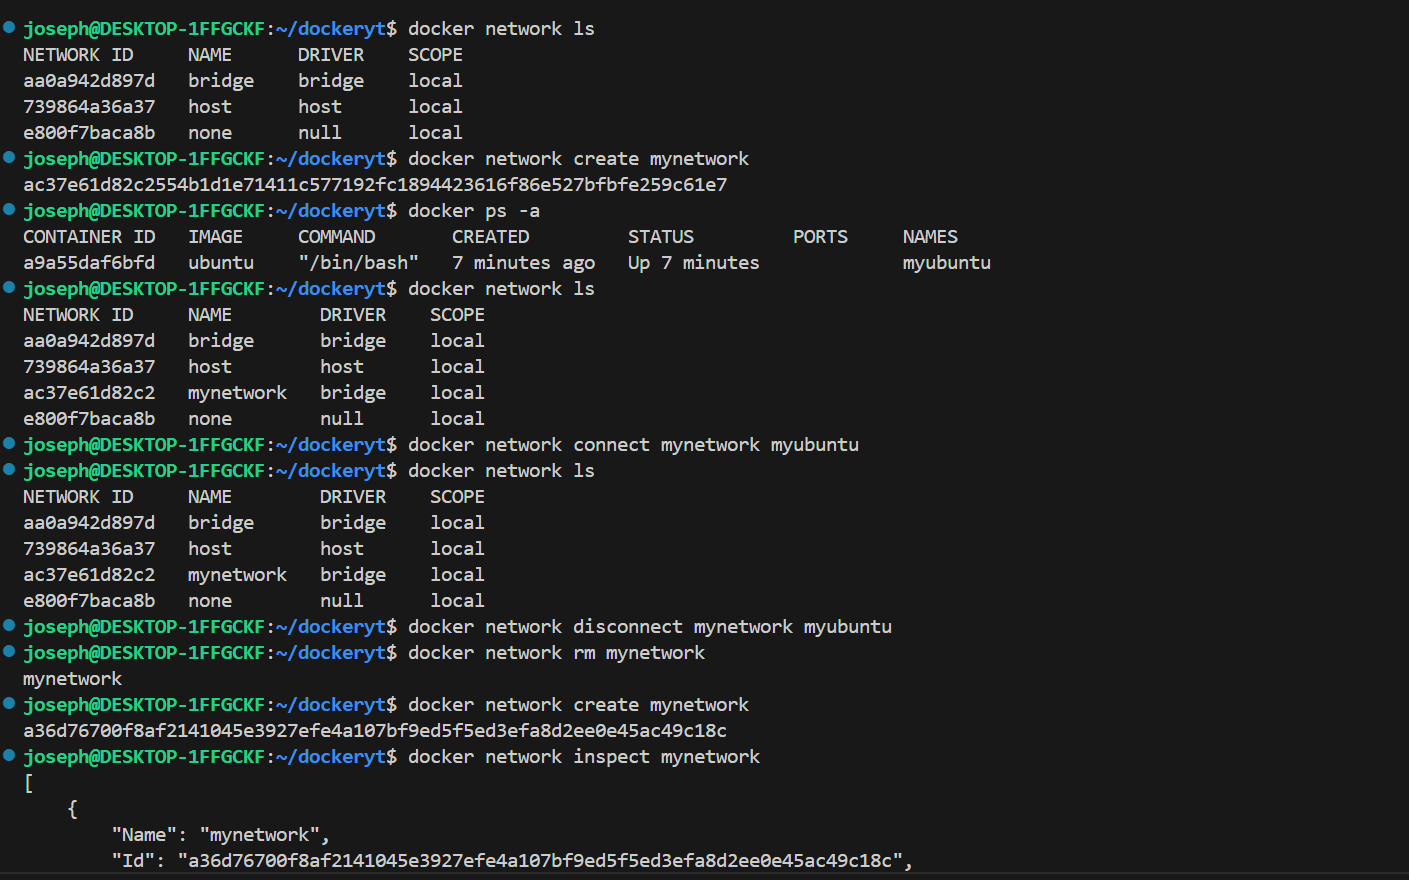 joseph@DESKTOP-1FFGCKF:~/dockeryt$ docker network ls
NETWORK ID     NAME      DRIVER    SCOPE
aa0a942d897d   bridge    bridge    local
739864a36a37   host      host      local
e800f7baca8b   none      null      local
joseph@DESKTOP-1FFGCKF:~/dockeryt$ docker network create mynetwork
ac37e61d82c2554b1d1e71411c577192fc1894423616f86e527bfbfe259c61e7
joseph@DESKTOP-1FFGCKF:~/dockeryt$ docker ps -a
CONTAINER ID   IMAGE     COMMAND       CREATED         STATUS         PORTS     NAMES
a9a55daf6bfd   ubuntu    "/bin/bash"   7 minutes ago   Up 7 minutes             myubuntu
joseph@DESKTOP-1FFGCKF:~/dockeryt$ docker network ls
NETWORK ID     NAME        DRIVER    SCOPE
aa0a942d897d   bridge      bridge    local
739864a36a37   host        host      local
ac37e61d82c2   mynetwork   bridge    local
e800f7baca8b   none        null      local
joseph@DESKTOP-1FFGCKF:~/dockeryt$ docker network connect mynetwork myubuntu
joseph@DESKTOP-1FFGCKF:~/dockeryt$ docker network ls
NETWORK ID     NAME        DRIVER    SCOPE
aa0a942d897d   bridge      bridge    local
739864a36a37   host        host      local
ac37e61d82c2   mynetwork   bridge    local
e800f7baca8b   none        null      local
joseph@DESKTOP-1FFGCKF:~/dockeryt$ docker network disconnect mynetwork myubuntu
joseph@DESKTOP-1FFGCKF:~/dockeryt$ docker network rm mynetwork
mynetwork
joseph@DESKTOP-1FFGCKF:~/dockeryt$ docker network create mynetwork
a36d76700f8af2141045e3927efe4a107bf9ed5f5ed3efa8d2ee0e45ac49c18c
joseph@DESKTOP-1FFGCKF:~/dockeryt$ docker network inspect mynetwork
[
    {
        "Name": "mynetwork",
        "Id": "a36d76700f8af2141045e3927efe4a107bf9ed5f5ed3efa8d2ee0e45ac49c18c",